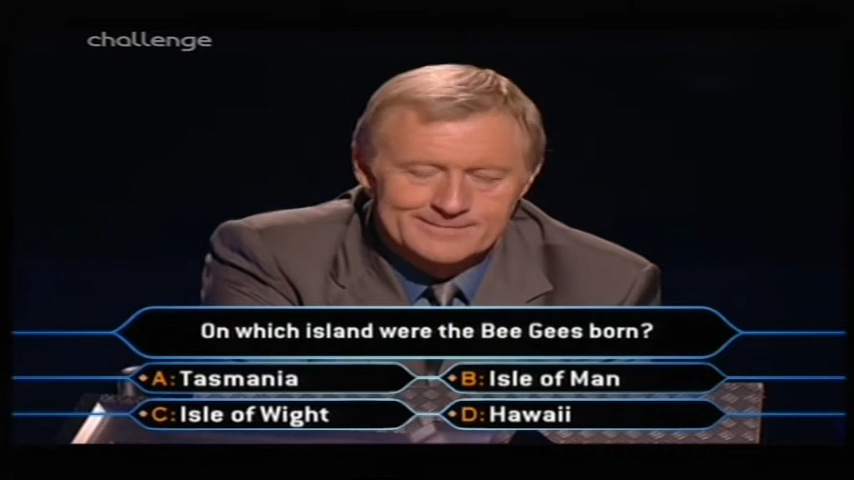 challenge
On which island were the Bee Gees born?
A: Tasmania
B: Isle of Man
C: Isle of Wight
D: Hawaii